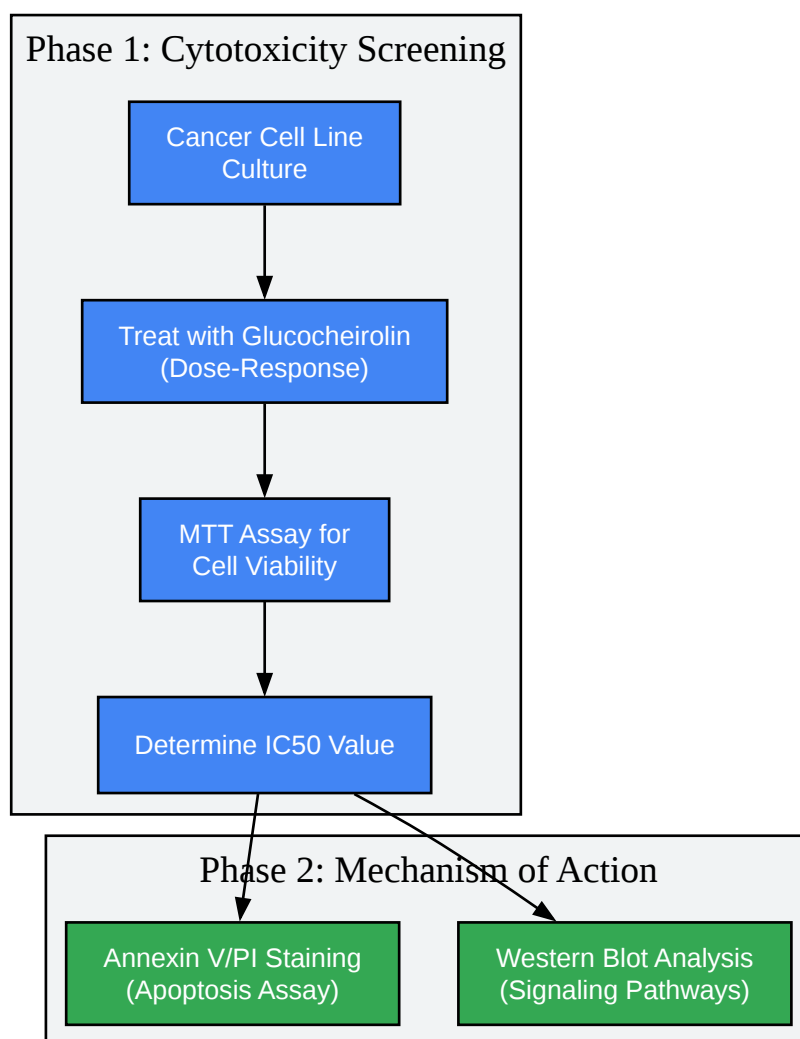 Phase 1: Cytotoxicity Screening
Cancer Cell Line
Culture
Treat with Glucocheirolin
(Dose-Response)
MTT Assay for
Cell Viability
Determine IC50 Value
Phase 2: Mechanism of Action
Annexin V/PI Staining
(Apoptosis Assay)
Western Blot Analysis
(Signaling Pathways)